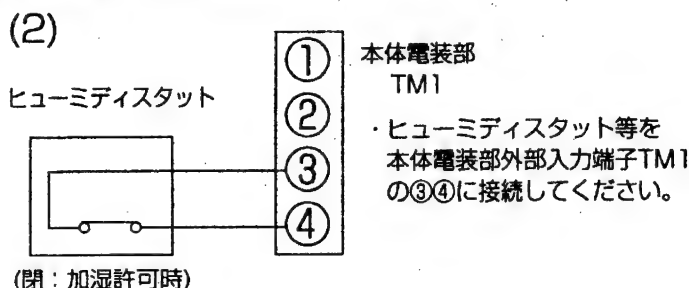 (2)
ヒューミディスタット
(閉：加湿許可時)
①
②
③
④
本体電装部
TM1
・ヒューミディスタット等を
本体電装部外部入力端子TM1
の③④に接続してください。